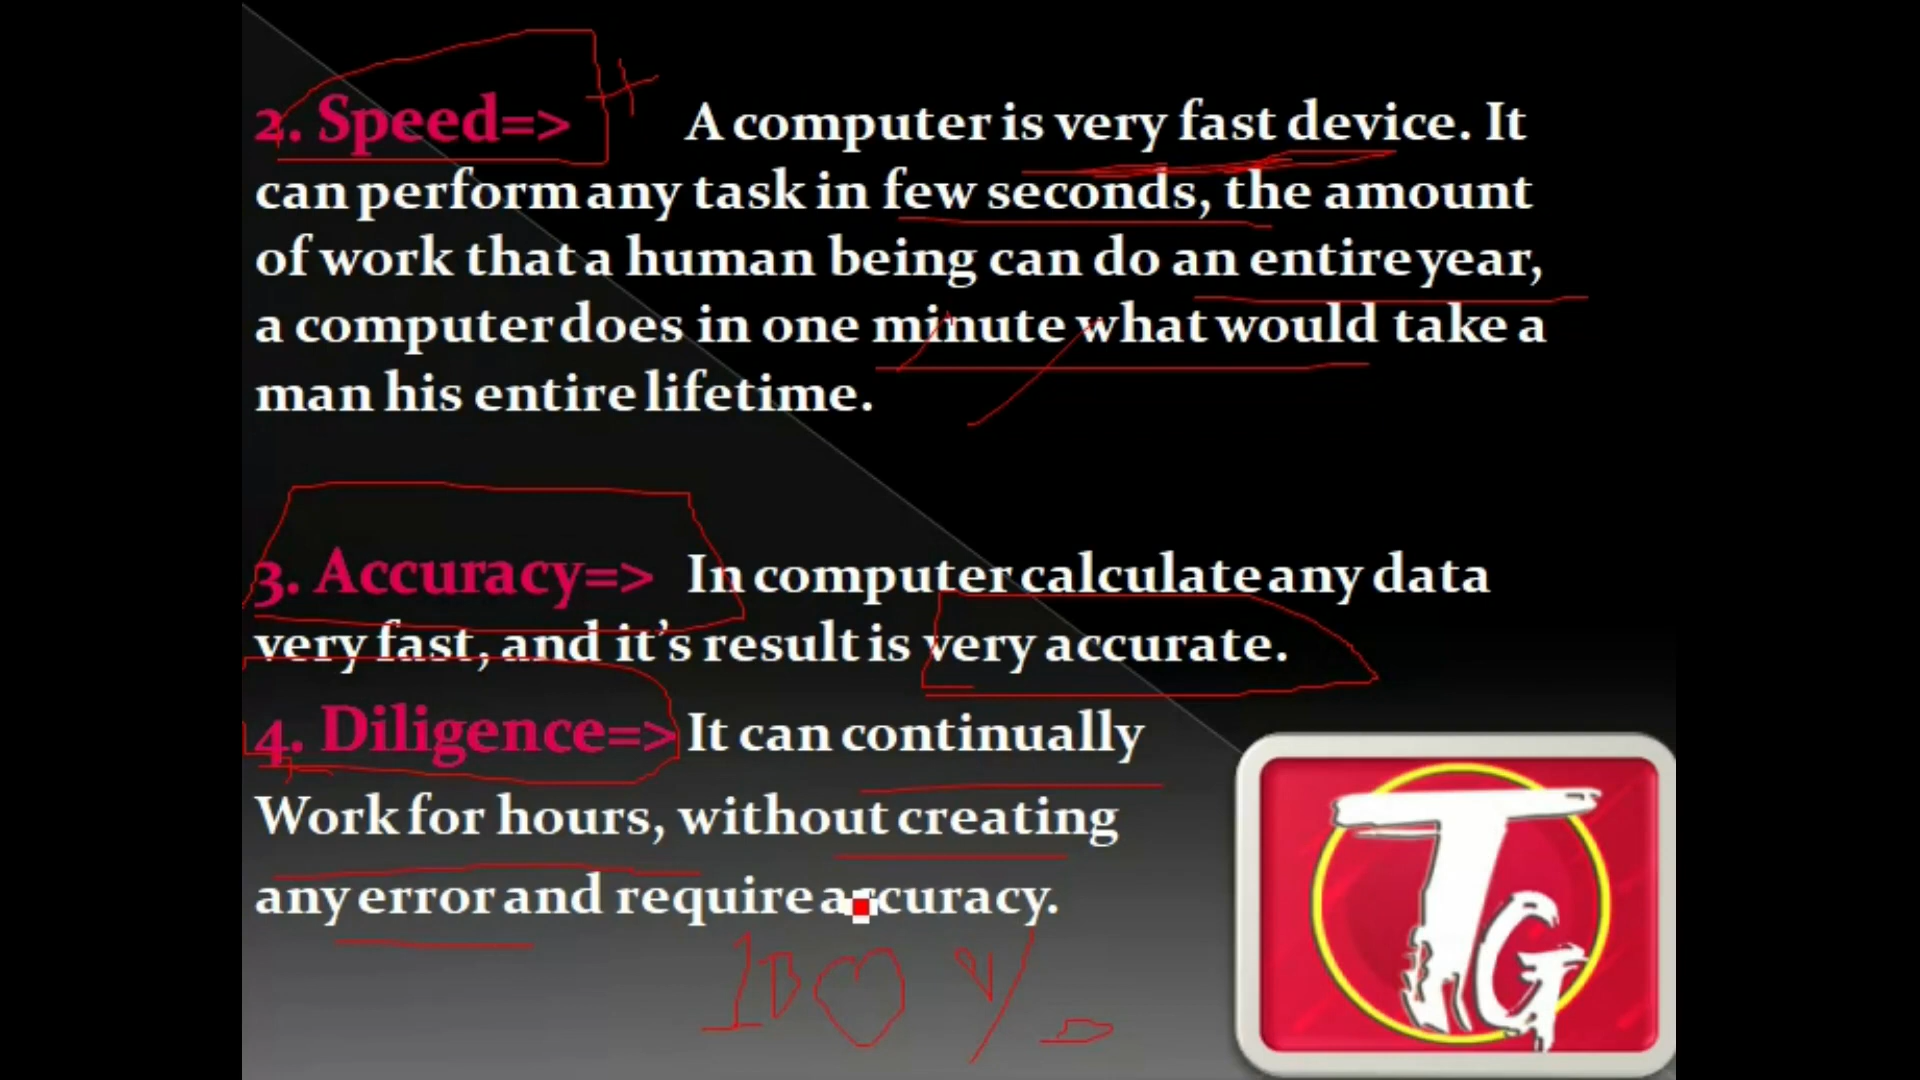 2. Speed=> A computer is very fast device. It
can perform any task in few seconds, the amount
of work that a human being can do an entire year,
a computer does in one minute what would take a
man his entire lifetime.
3. Accuracy=> In computer calculate any data
very fast, and it's result is very accurate.
4. Diligence=> It can continually
Work for hours, without creating
any error and require accuracy.
TG